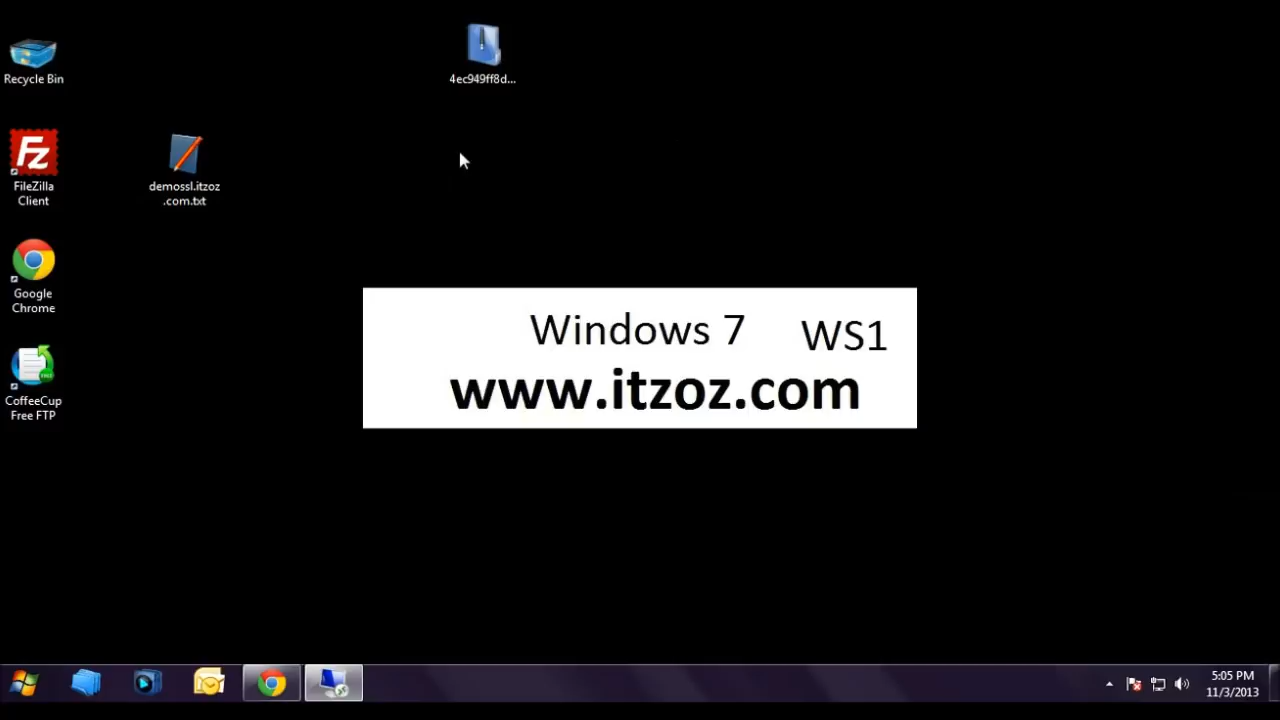 Recycle Bin
4ec949ff8d...
FileZilla
Client
demossl.itzoz
.com.txt
Google
Chrome
CoffeeCup
Free FTP
Windows 7 WS1
www.itzoz.com
5:05 PM
11/3/2013